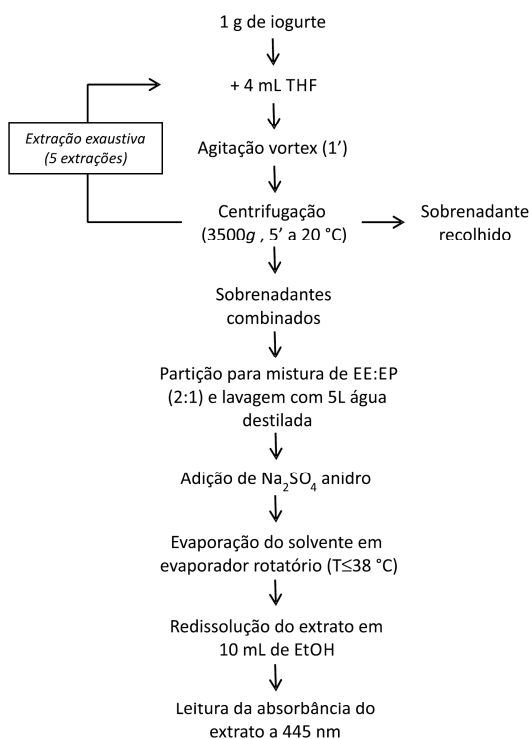 1 g de iogurte
+ 4 mL THF
Extração exaustiva
(5 extrações)
Agitação vortex (1’)
Centrifugação
(3500g , 5’ a 20 °C)
Sobrenadante
recolhido
Sobrenadantes
combinados
Partição para mistura de EE:EP
(2:1) e lavagem com 5L água
destilada
Adição de Na2SO4 anidro
Evaporação do solvente em
evaporador rotatório (T≤38 °C)
Redissolução do extrato em
10 mL de EtOH
Leitura da absorbância do
extrato a 445 nm